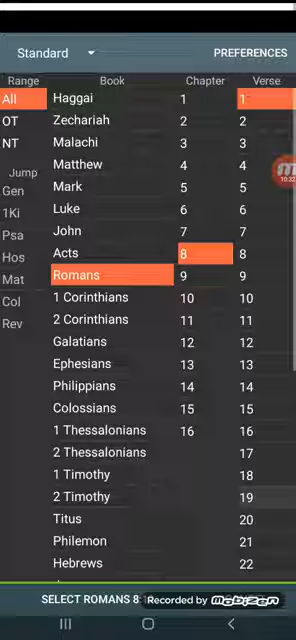 Standard PREFERENCES
Range Book Chapter Verse
All Haggai 1 1
OT Zechariah 2 2
NT Malachi 3 3
Jump Matthew 4 4
Gen Mark 5 5
1Ki Luke 6 6
Psa John 7 7
Hos Acts 8 8
Mat Romans 9 9
Col 1 Corinthians 10 10
Rev 2 Corinthians 11 11
Galatians 12 12
Ephesians 13 13
Philippians 14 14
Colossians 15 15
1 Thessalonians 16 16
2 Thessalonians 17
1 Timothy 18
2 Timothy 19
Titus 20
Philemon 21
Hebrews 22
10:32
SELECT ROMANS 8:
Recorded by Mobizen